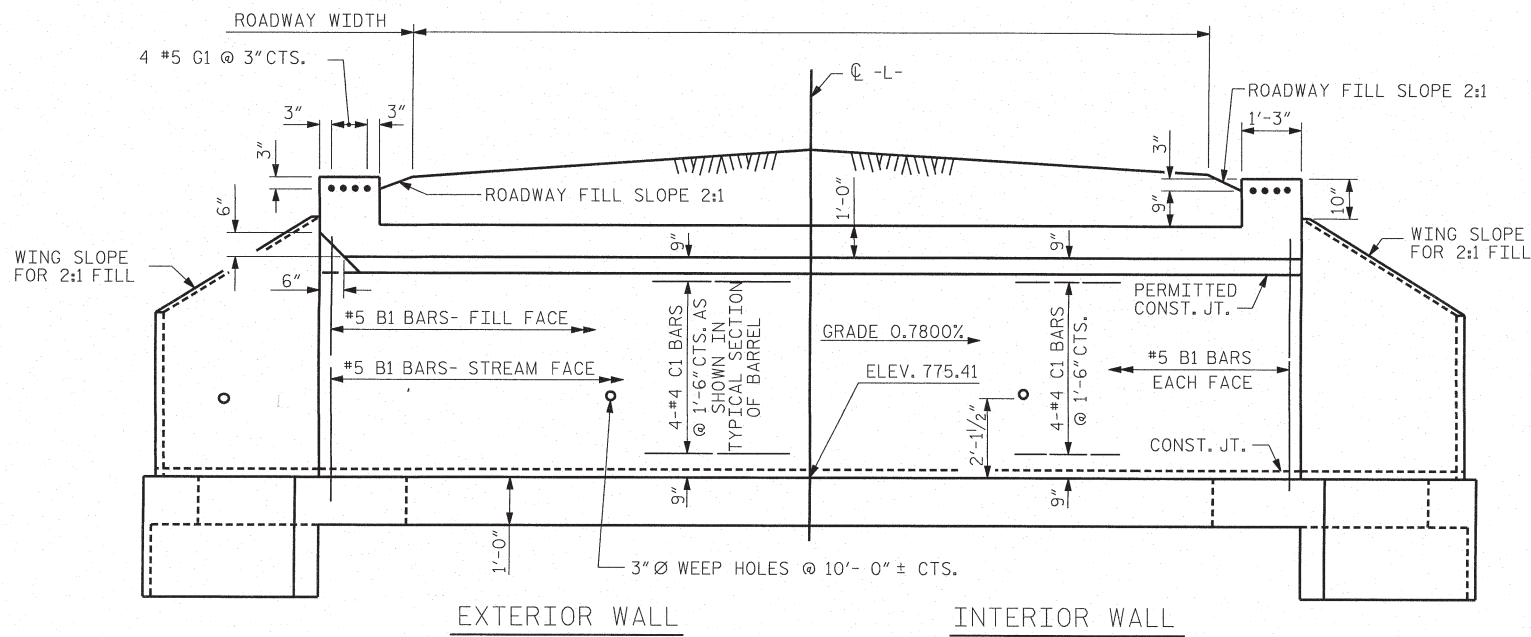 ROADWAY WIDTH
4 #5 G1 @ 3" CTS.
℄ -L-
ROADWAY FILL SLOPE 2:1
3"
3"
1'-3"
3"
3"
ROADWAY FILL SLOPE 2:1
1'-0"
9"
10"
6"
WING SLOPE
FOR 2:1 FILL
9"
9"
WING SLOPE
FOR 2:1 FILL
6"
PERMITTED
CONST. JT.
#5 B1 BARS- FILL FACE
4-#4 C1 BARS
@ 1'-6" CTS. AS
SHOWN IN
TYPICAL SECTION
OF BARREL
GRADE 0.7800%
4-#4 C1 BARS
@ 1'-6" CTS.
#5 B1 BARS
EACH FACE
#5 B1 BARS- STREAM FACE
ELEV. 775.41
2'-1 1/2"
CONST. JT.
9"
9"
1'-0"
3" Ø WEEP HOLES @ 10'- 0" ± CTS.
EXTERIOR WALL
INTERIOR WALL